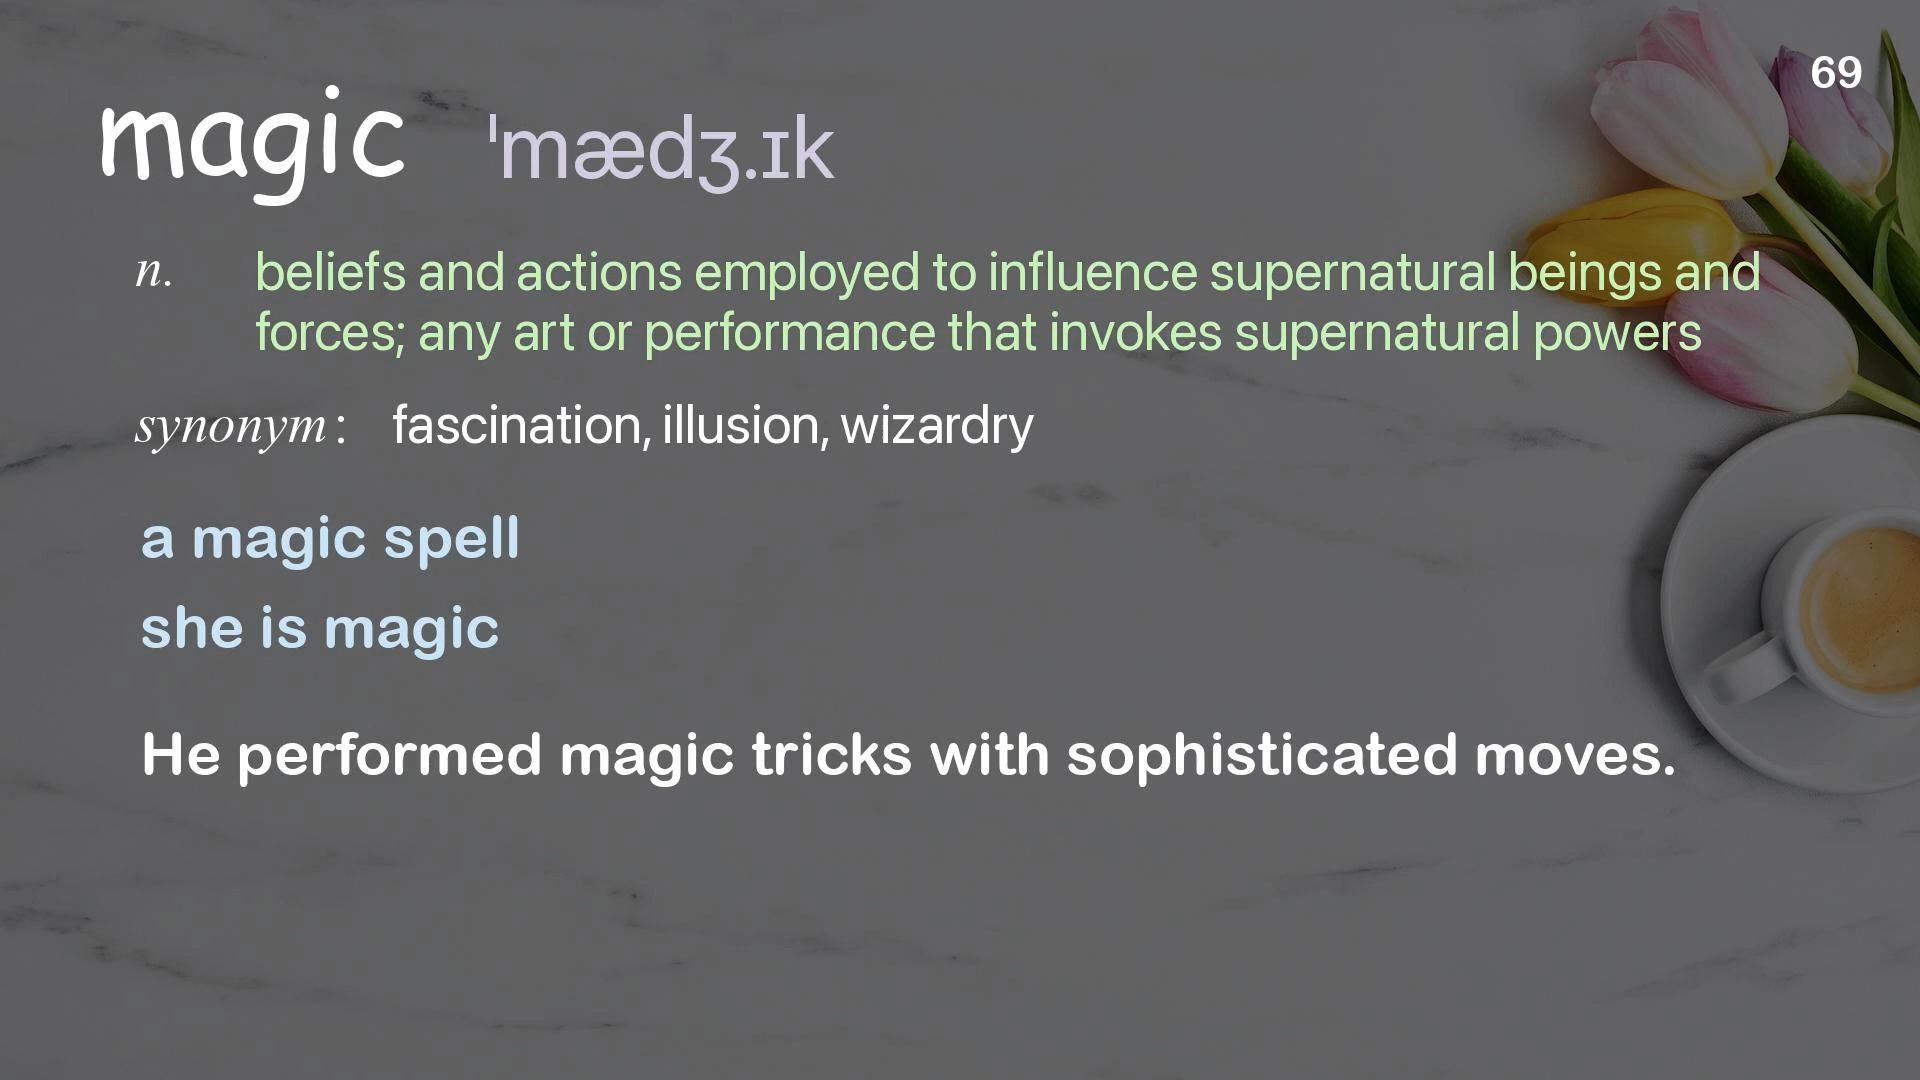 69
magic ˈmædʒ.ɪk
n. beliefs and actions employed to influence supernatural beings and
forces; any art or performance that invokes supernatural powers
synonym: fascination, illusion, wizardry
a magic spell
she is magic
He performed magic tricks with sophisticated moves.